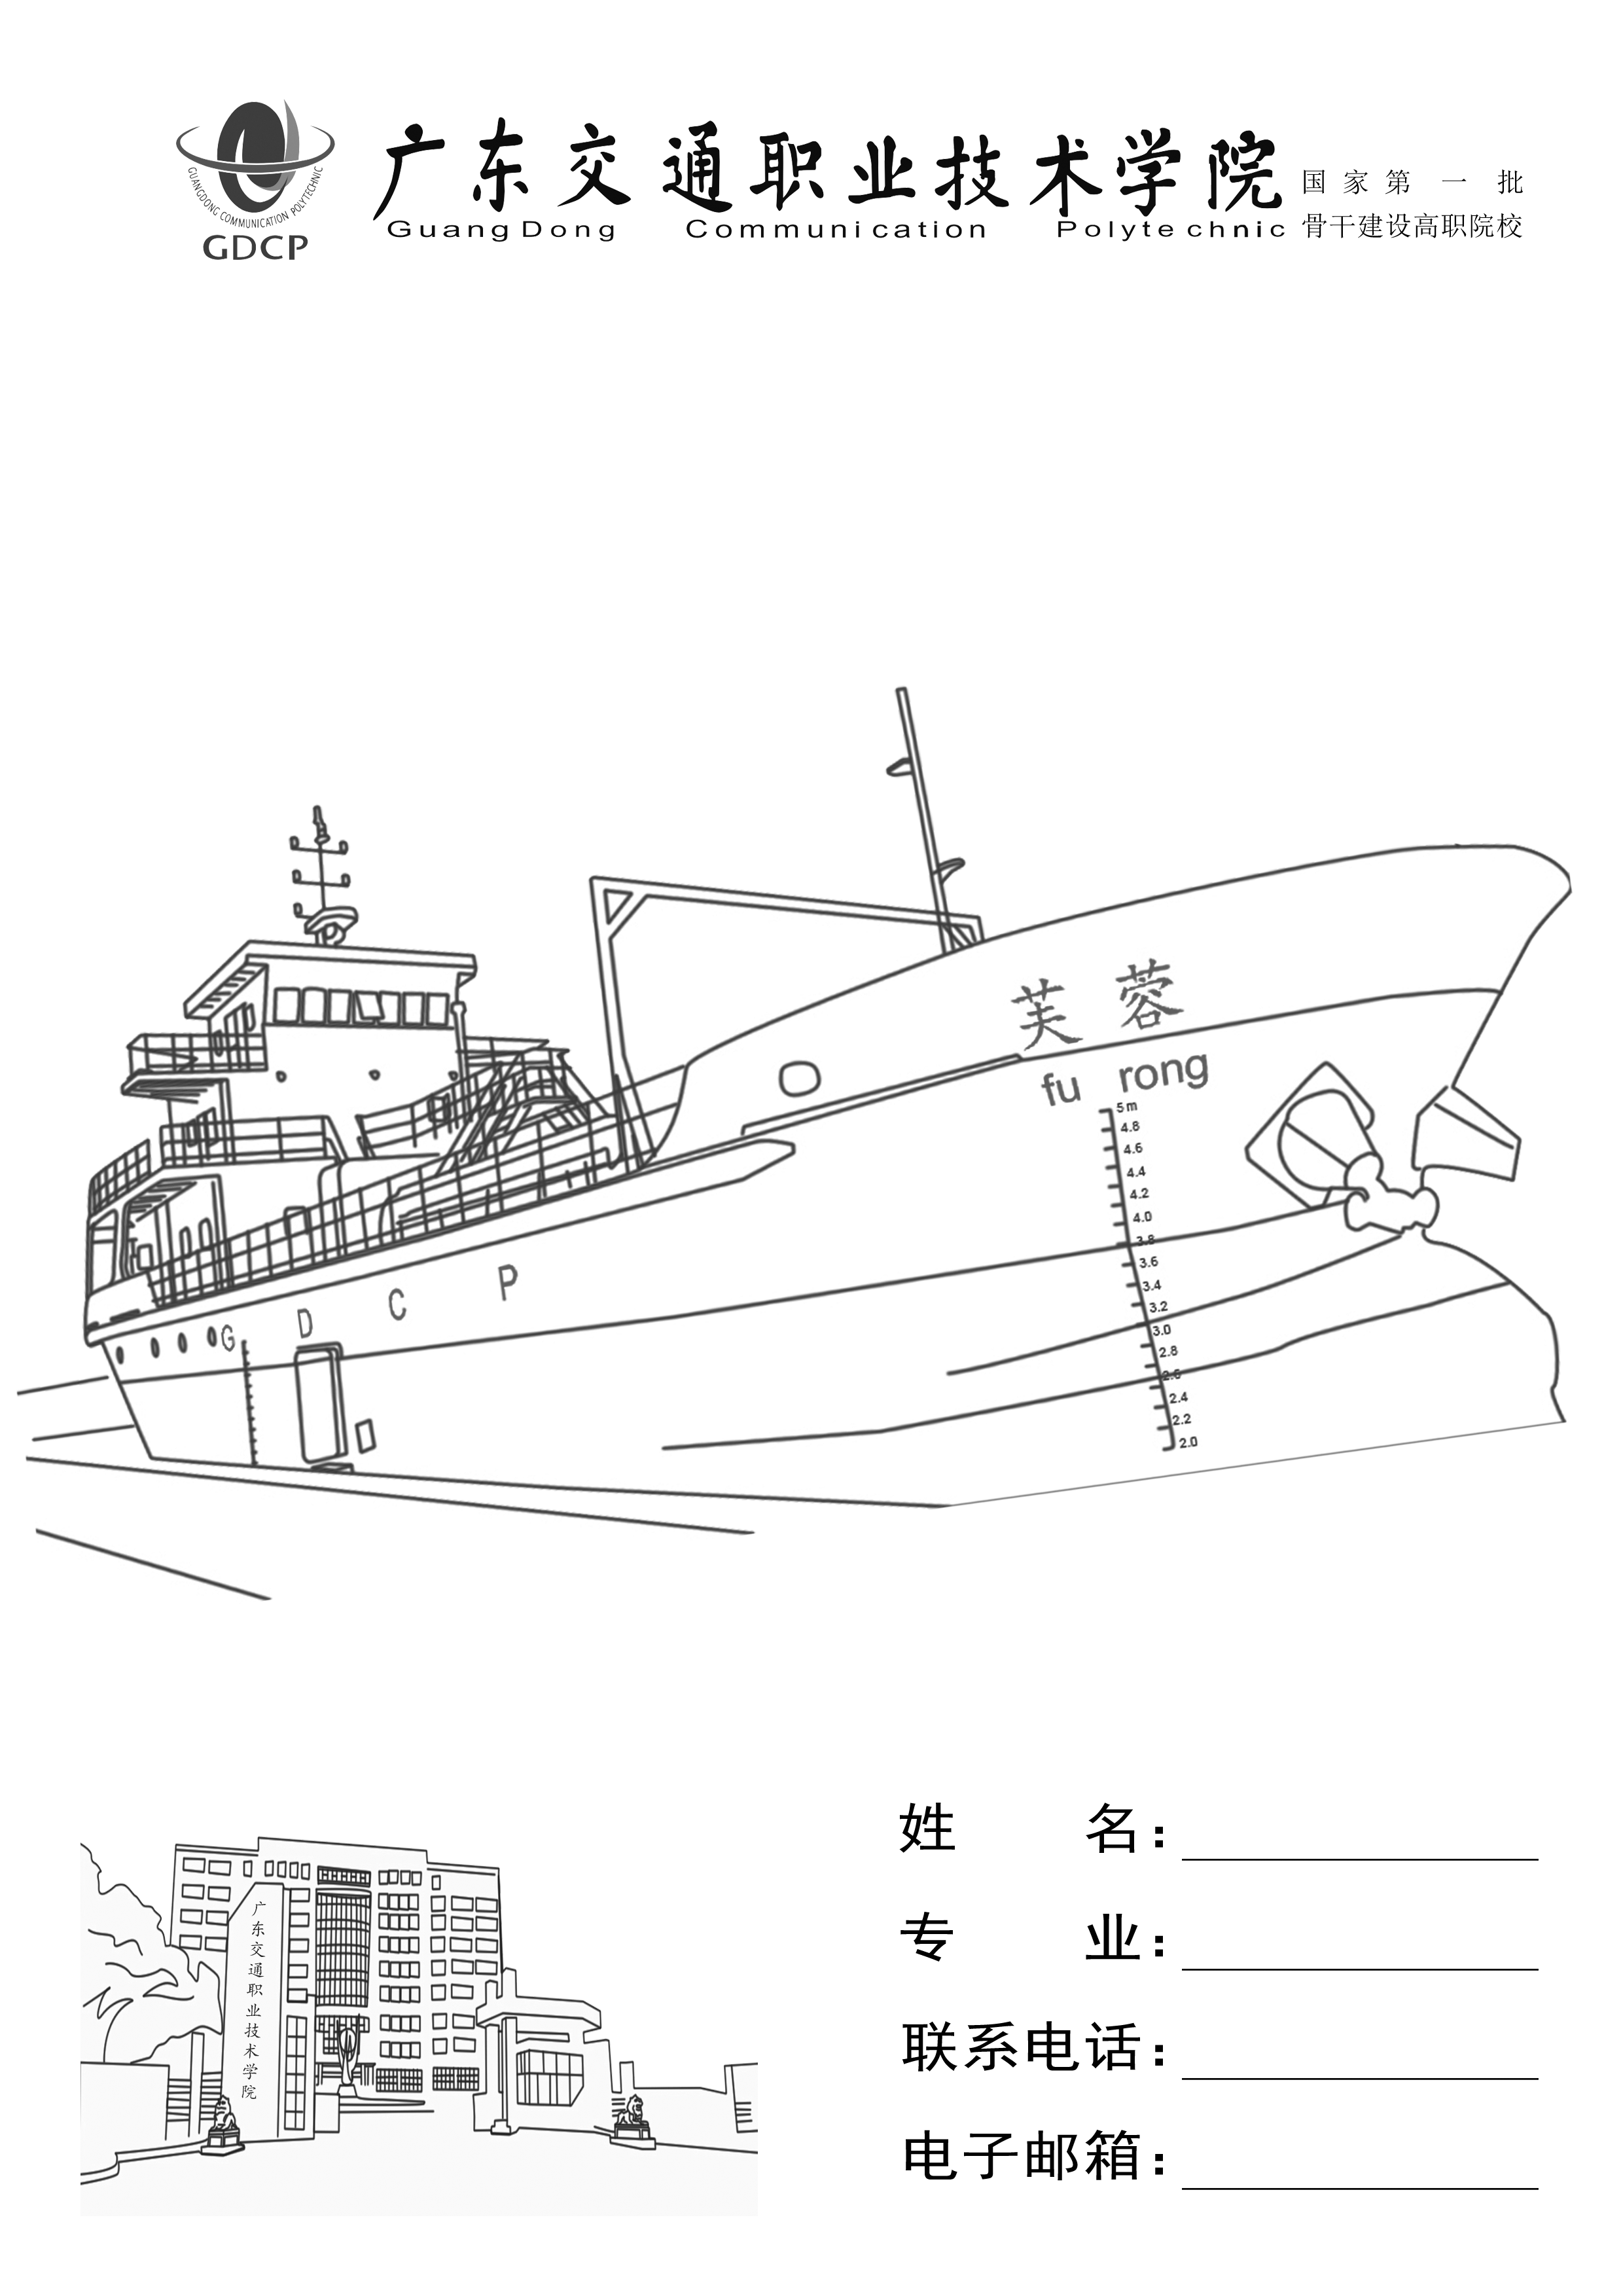 广东交通职业技术学院
GuangDong Communication Polytechnic
国家第一批
骨干建设高职院校
GUANGDONG COMMUNICATION POLYTECHNIC
GDCP
芙蓉
fu rong
5m
4.8
4.6
4.4
4.2
4.0
3.8
3.6
3.4
3.2
3.0
2.8
2.6
2.4
2.2
2.0
G D C P
广东交通职业技术学院
姓名:
专业:
联系电话:
电子邮箱: